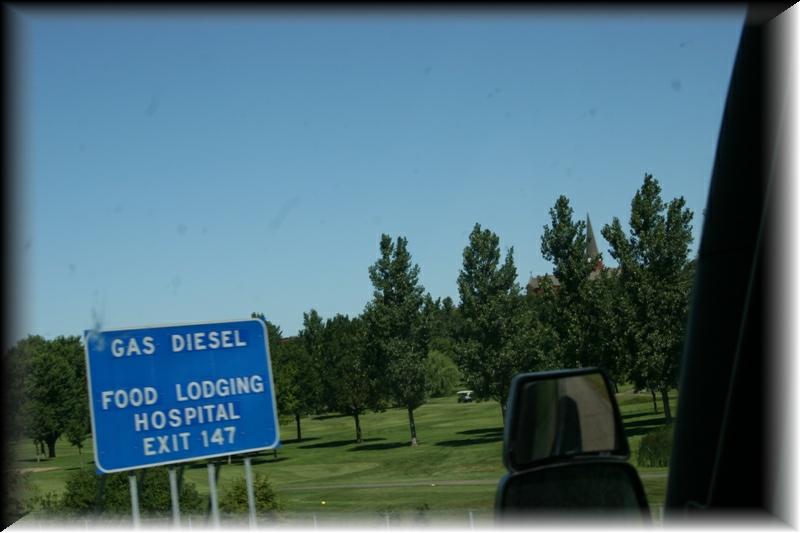 GAS DIESEL
FOOD LODGING
HOSPITAL
EXIT 147